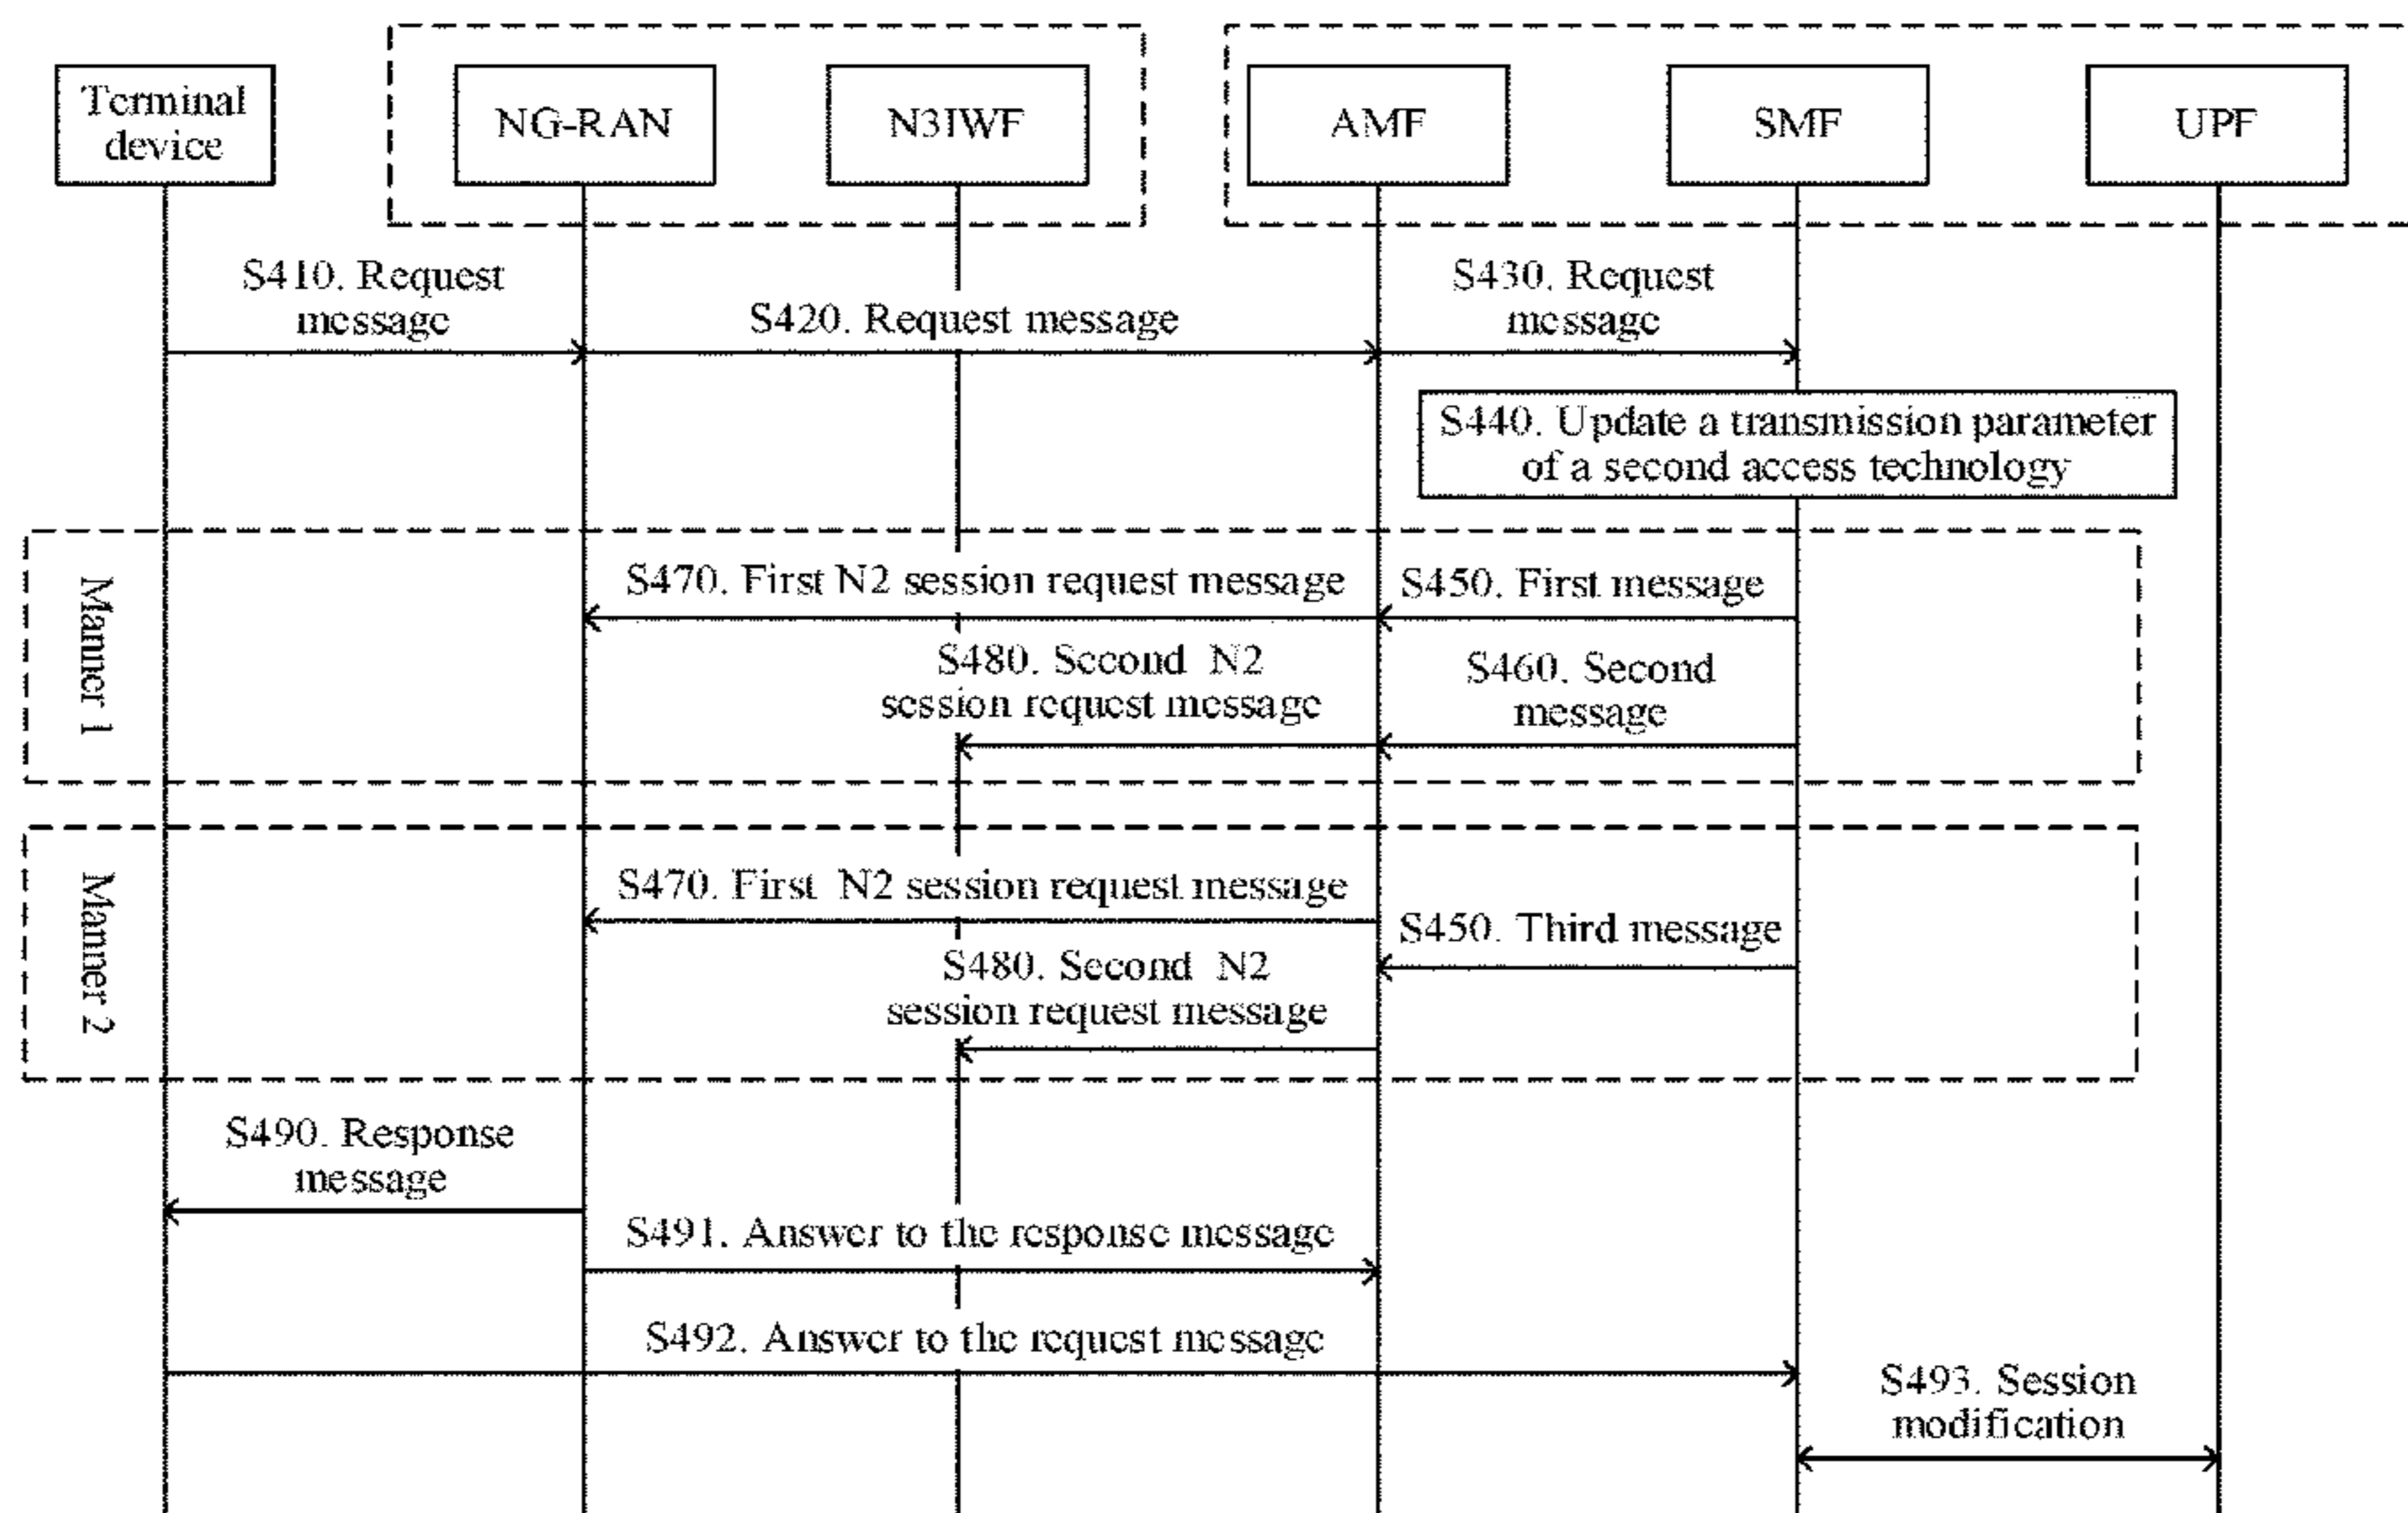 Terminal
device
NG-RAN
N3IWF
AMF
SMF
UPF
S410. Request
message
S420. Request message
S430. Request
message
S440. Update a transmission parameter
of a second access technology
Manner 1
S470. First N2 session request message
S450. First message
S480. Second N2
session request message
S460. Second
message
Manner 2
S470. First N2 session request message
S450. Third message
S480. Second N2
session request message
S490. Response
message
S491. Answer to the response message
S492. Answer to the request message
S493. Session
modification